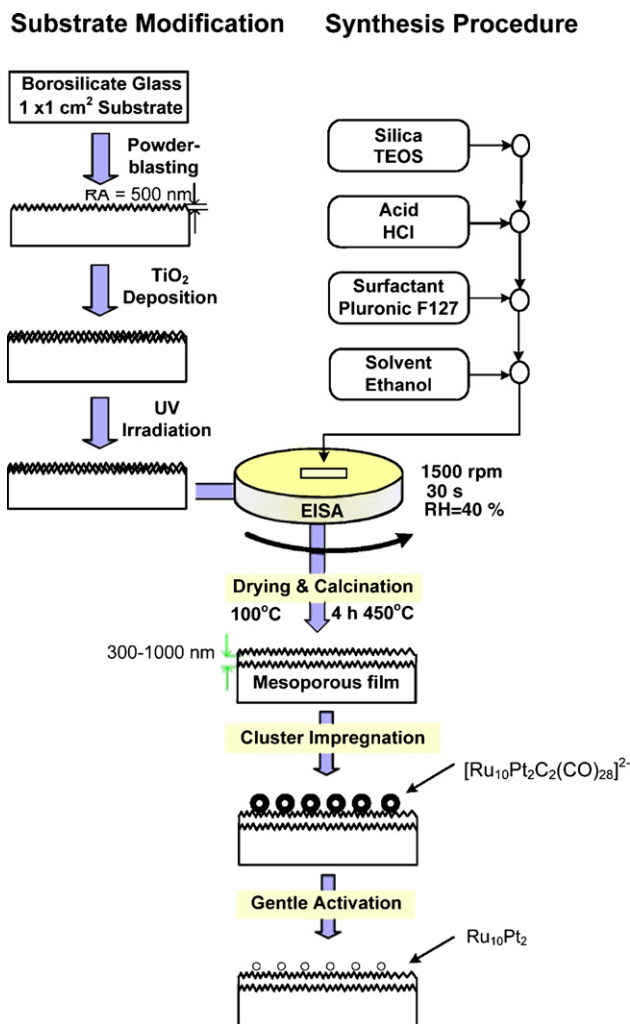 Substrate Modification
Synthesis Procedure
Borosilicate Glass
1 x1 cm² Substrate
Powder-
blasting
RA = 500 nm
TiO₂
Deposition
UV
Irradiation
Silica
TEOS
Acid
HCl
Surfactant
Pluronic F127
Solvent
Ethanol
1500 rpm
30 s
RH=40 %
EISA
Drying & Calcination
100°C
4 h 450°C
300-1000 nm
Mesoporous film
Cluster Impregnation
[Ru₁₀Pt₂C₂(CO)₂₈]²⁻
Gentle Activation
Ru₁₀Pt₂